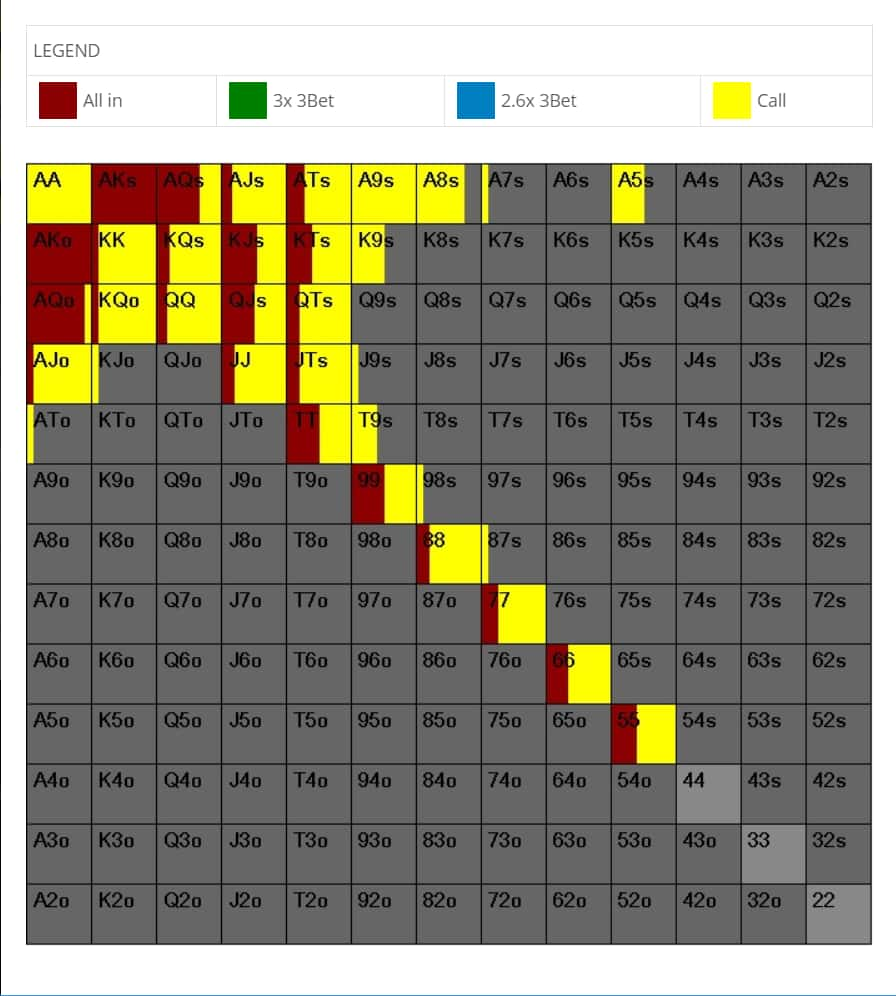 LEGEND
All in 3x 3Bet 2.6x 3Bet Call
AA AKs AQs AJs ATs A9s A8s A7s A6s A5s A4s A3s A2s
AKo KK KQs KJs KTs K9s K8s K7s K6s K5s K4s K3s K2s
AQo KQo QQ QJs QTs Q9s Q8s Q7s Q6s Q5s Q4s Q3s Q2s
AJo KJo QJo JJ JTs J9s J8s J7s J6s J5s J4s J3s J2s
ATo KTo QTo JTo TT T9s T8s T7s T6s T5s T4s T3s T2s
A9o K9o Q9o J9o T9o 99 98s 97s 96s 95s 94s 93s 92s
A8o K8o Q8o J8o T8o 98o 88 87s 86s 85s 84s 83s 82s
A7o K7o Q7o J7o T7o 97o 87o 77 76s 75s 74s 73s 72s
A6o K6o Q6o J6o T6o 96o 86o 76o 66 65s 64s 63s 62s
A5o K5o Q5o J5o T5o 95o 85o 75o 65o 55 54s 53s 52s
A4o K4o Q4o J4o T4o 94o 84o 74o 64o 54o 44 43s 42s
A3o K3o Q3o J3o T3o 93o 83o 73o 63o 53o 43o 33 32s
A2o K2o Q2o J2o T2o 92o 82o 72o 62o 52o 42o 32o 22